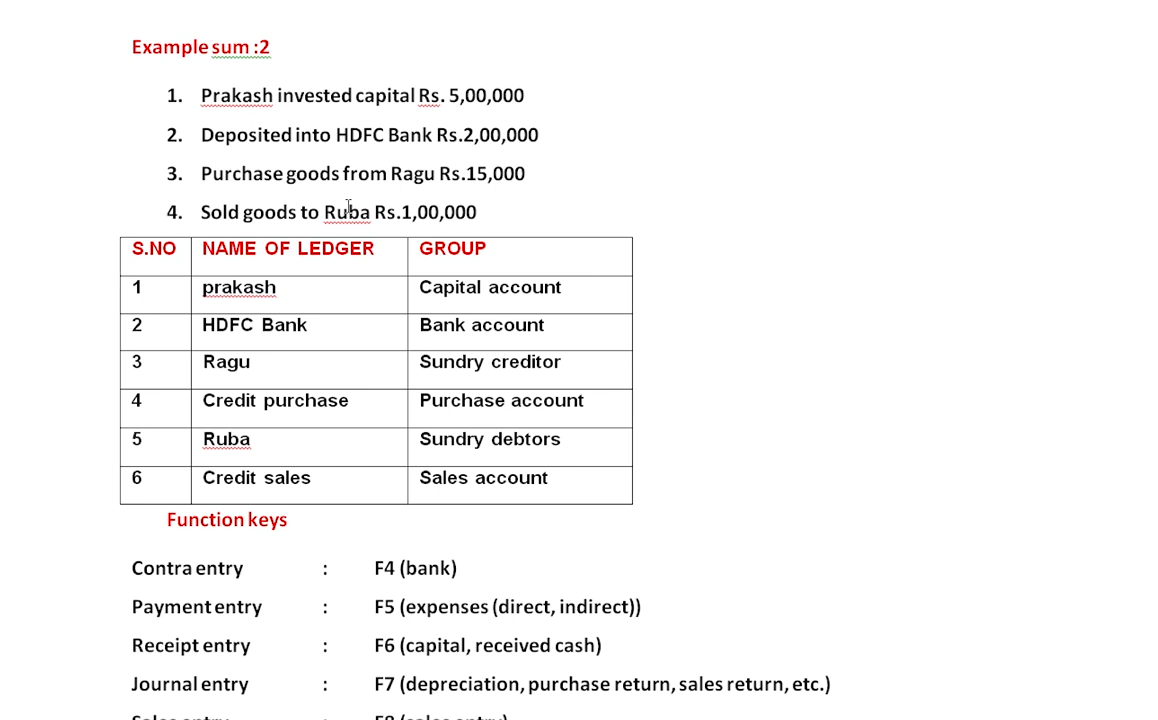 Example sum :2
1. Prakash invested capital Rs. 5,00,000
2. Deposited into HDFC Bank Rs.2,00,000
3. Purchase goods from Ragu Rs.15,000
4. Sold goods to Ruba Rs.1,00,000
S.NO NAME OF LEDGER GROUP
1 prakash Capital account
2 HDFC Bank Bank account
3 Ragu Sundry creditor
4 Credit purchase Purchase account
5 Ruba Sundry debtors
6 Credit sales Sales account
Function keys
Contra entry : F4 (bank)
Payment entry : F5 (expenses (direct, indirect))
Receipt entry : F6 (capital, received cash)
Journal entry : F7 (depreciation, purchase return, sales return, etc.)
Sales entry : F8 (sales entry)